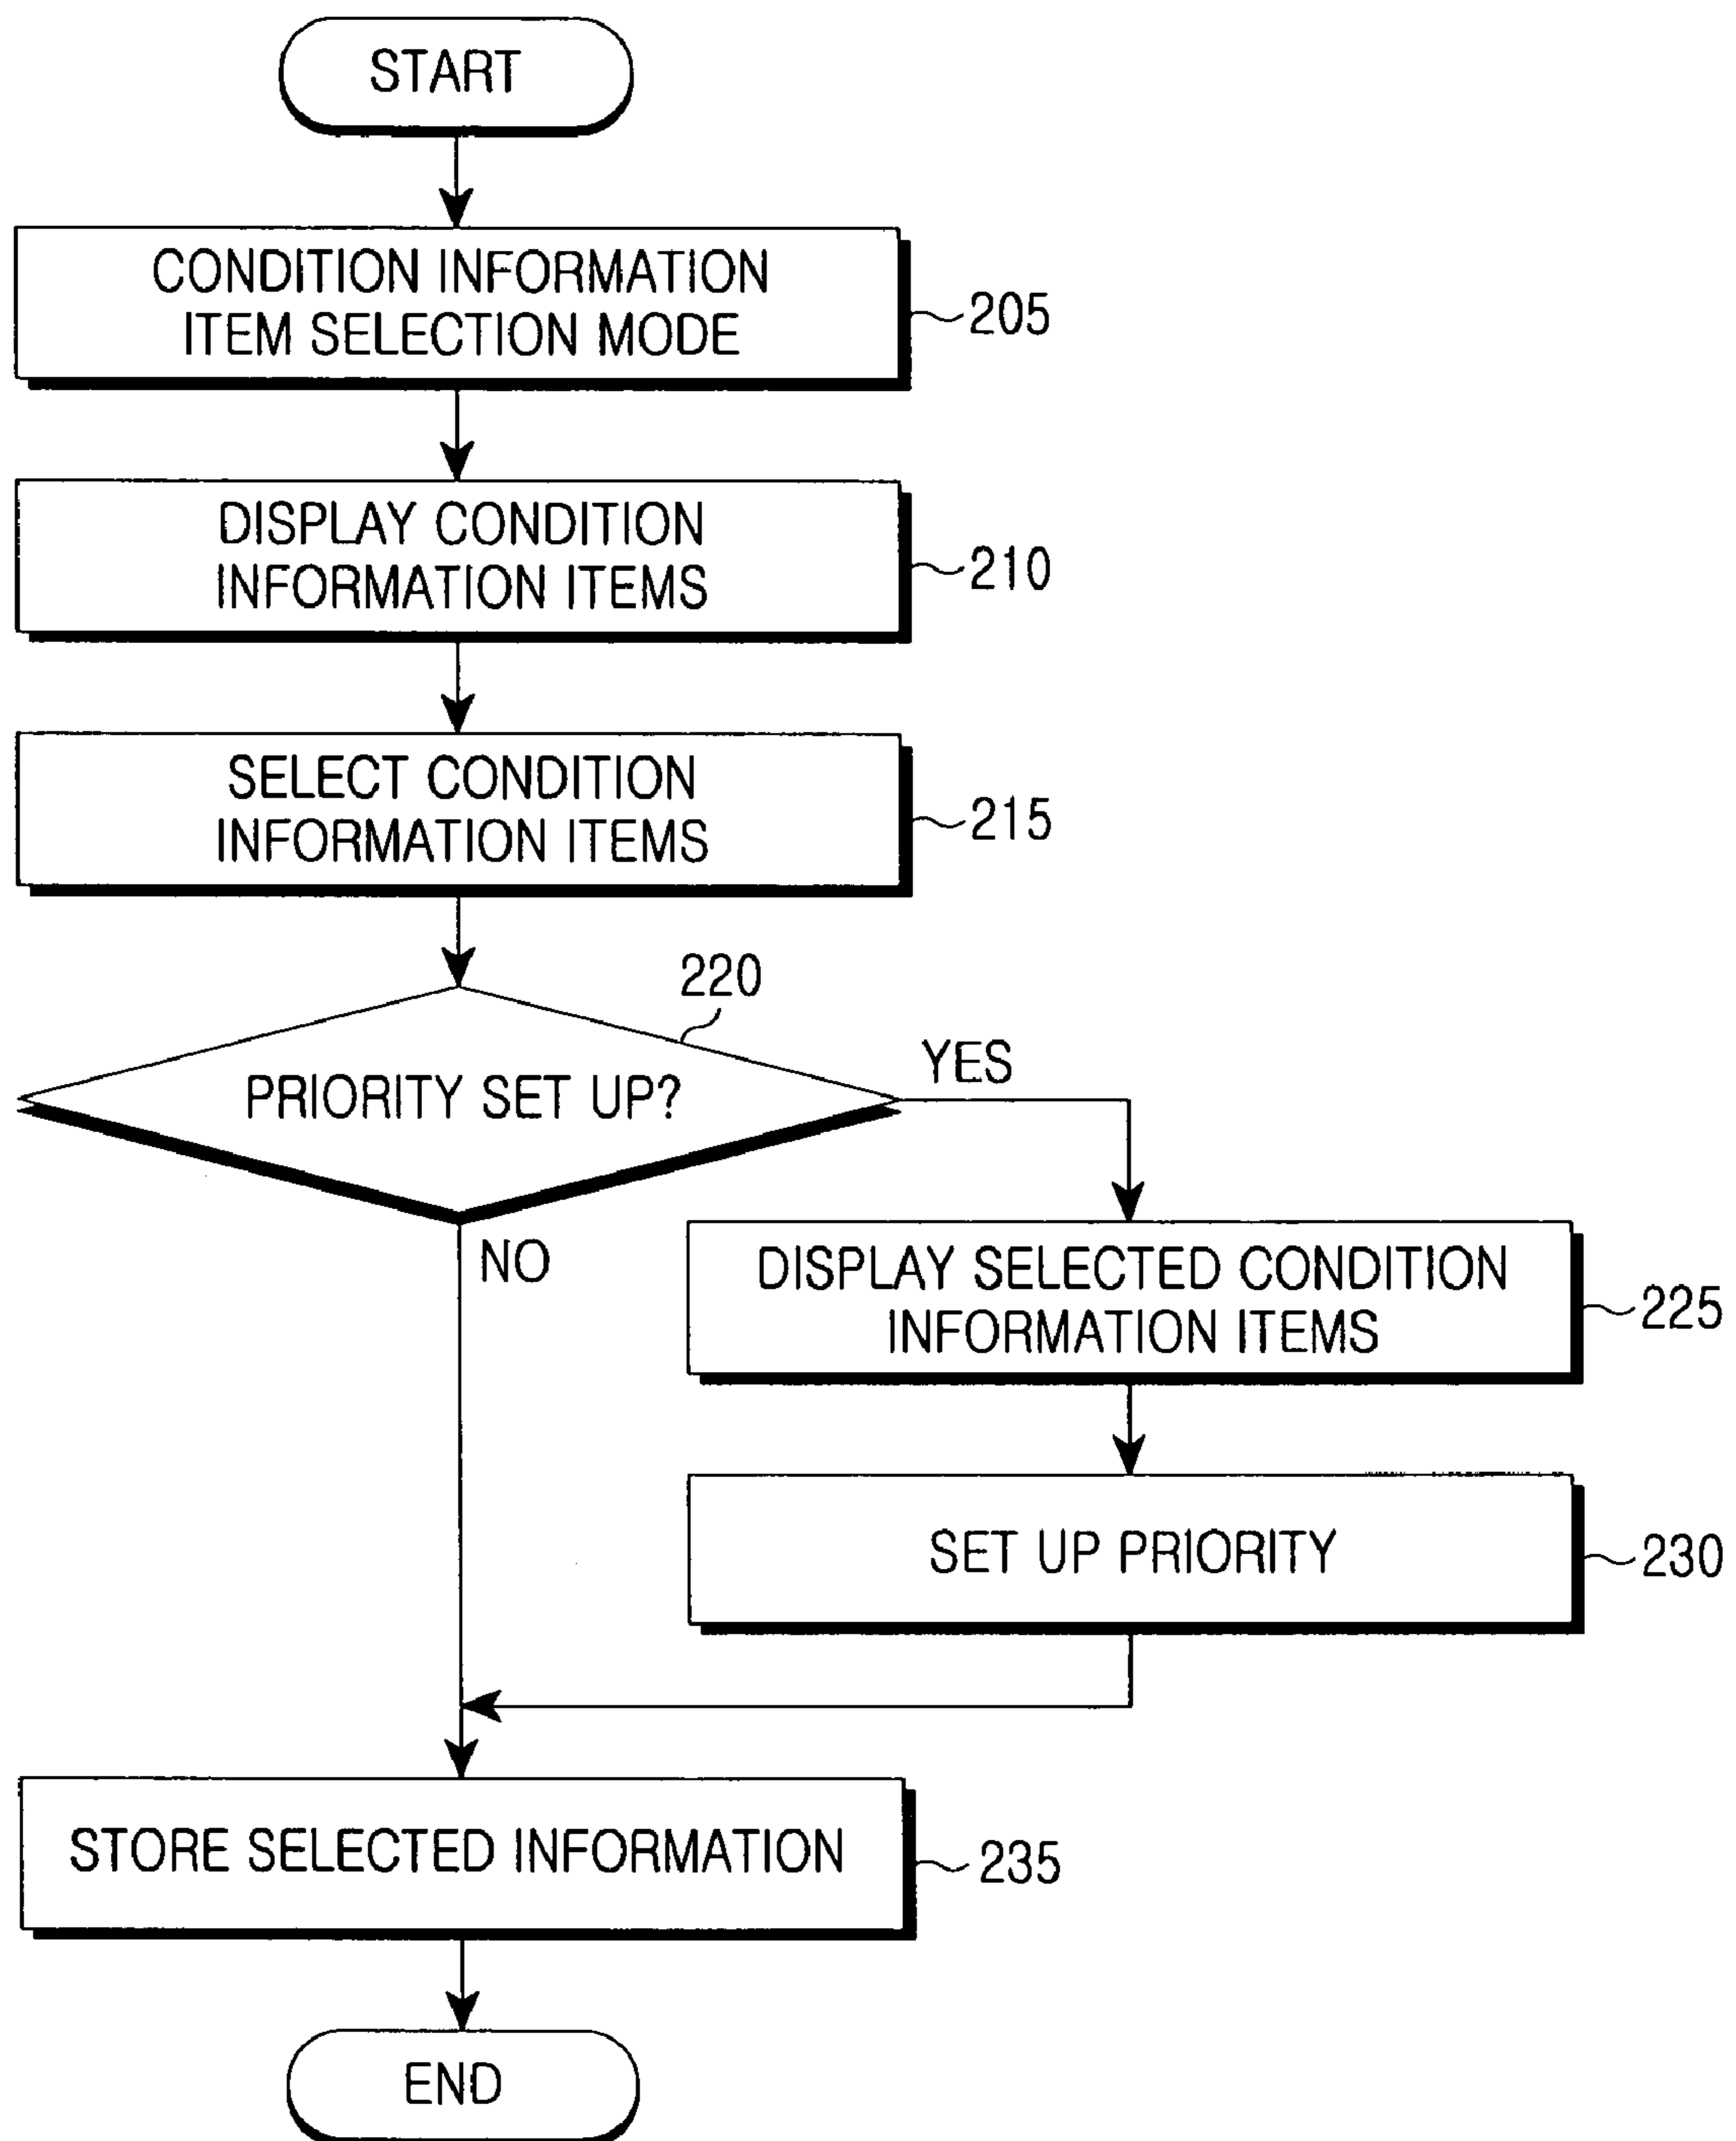 START
CONDITION INFORMATION
ITEM SELECTION MODE
205
DISPLAY CONDITION
INFORMATION ITEMS
210
SELECT CONDITION
INFORMATION ITEMS
215
220
PRIORITY SET UP?
YES
NO
DISPLAY SELECTED CONDITION
INFORMATION ITEMS
225
SET UP PRIORITY
230
STORE SELECTED INFORMATION
235
END